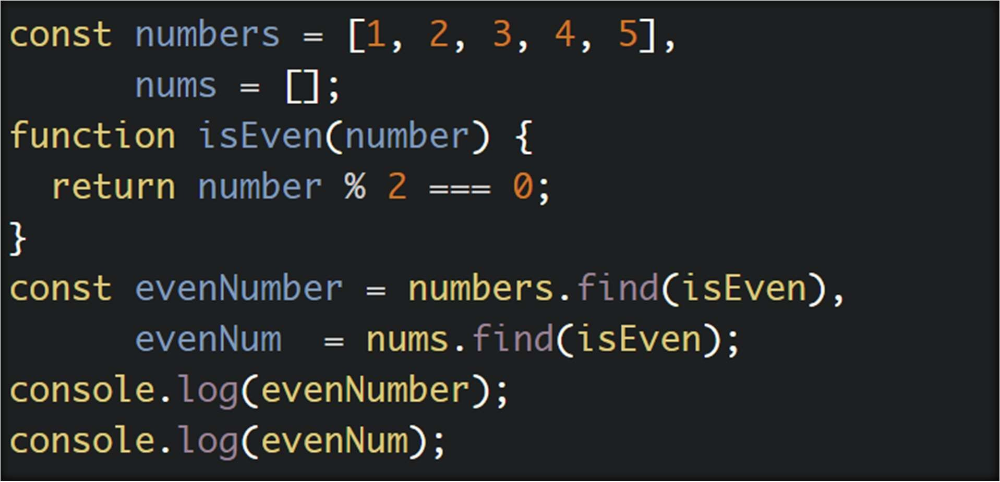 const numbers = [1, 2, 3, 4, 5],
      nums = [];
function isEven(number) {
  return number % 2 === 0;
}
const evenNumber = numbers.find(isEven),
      evenNum  = nums.find(isEven);
console.log(evenNumber);
console.log(evenNum);